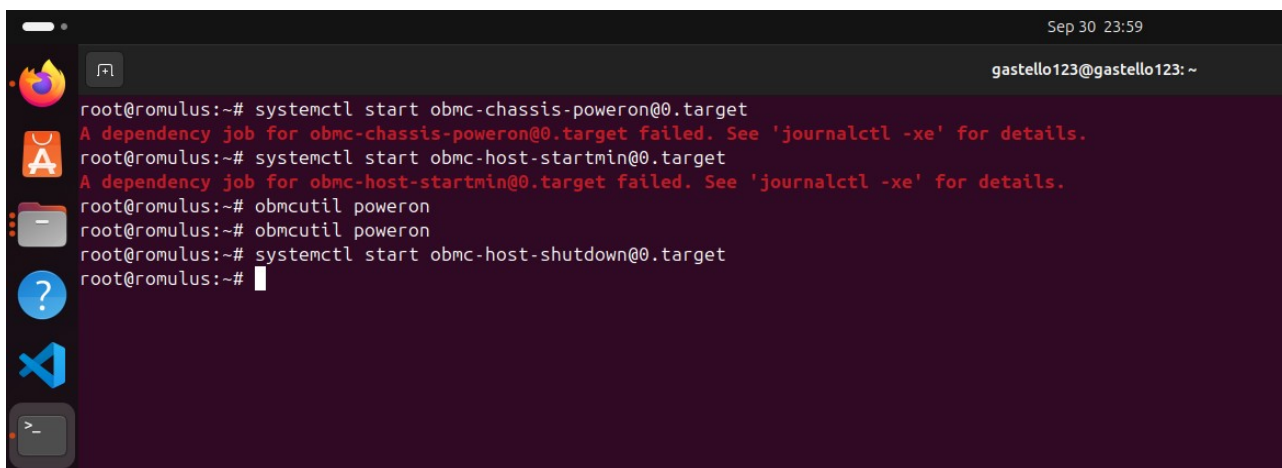 Sep 30 23:59
gastello123@gastello123: ~
root@romulus:~# systemctl start obmc-chassis-poweron@0.target
A dependency job for obmc-chassis-poweron@0.target failed. See 'journalctl -xe' for details.
root@romulus:~# systemctl start obmc-host-startmin@0.target
A dependency job for obmc-host-startmin@0.target failed. See 'journalctl -xe' for details.
root@romulus:~# obmcutil poweron
root@romulus:~# obmcutil poweron
root@romulus:~# systemctl start obmc-host-shutdown@0.target
root@romulus:~#